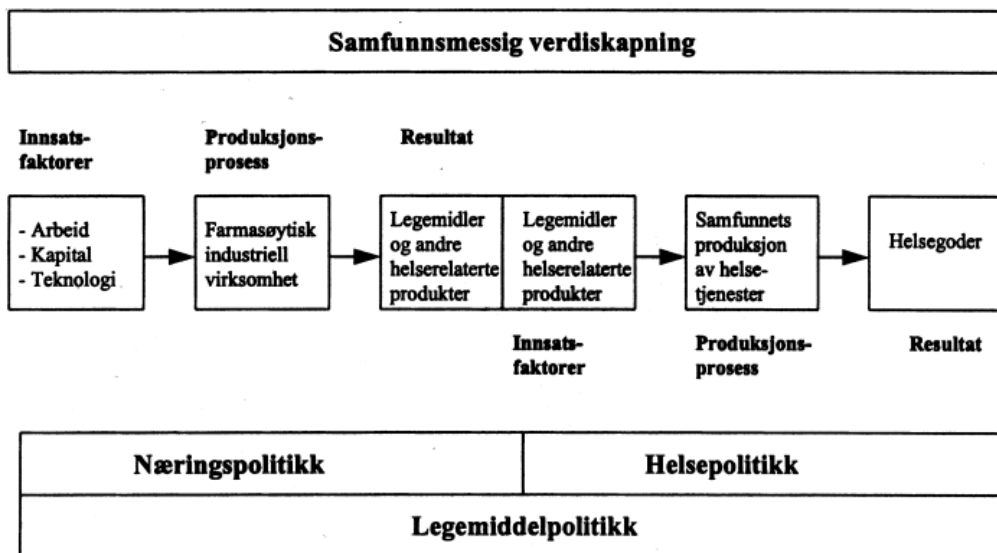 Samfunnsmessig verdiskapning
Innsats-
faktorer
Produksjons-
prosess
Resultat
- Arbeid
- Kapital
- Teknologi
Farmasøytisk
industriell
virksomhet
Legemidler
og andre
helserelaterte
produkter
Legemidler
og andre
helserelaterte
produkter
Samfunnets
produksjon
av helse-
tjenester
Helsegoder
Innsats-
faktorer
Produksjons-
prosess
Resultat
Næringspolitikk
Helsepolitikk
Legemiddelpolitikk